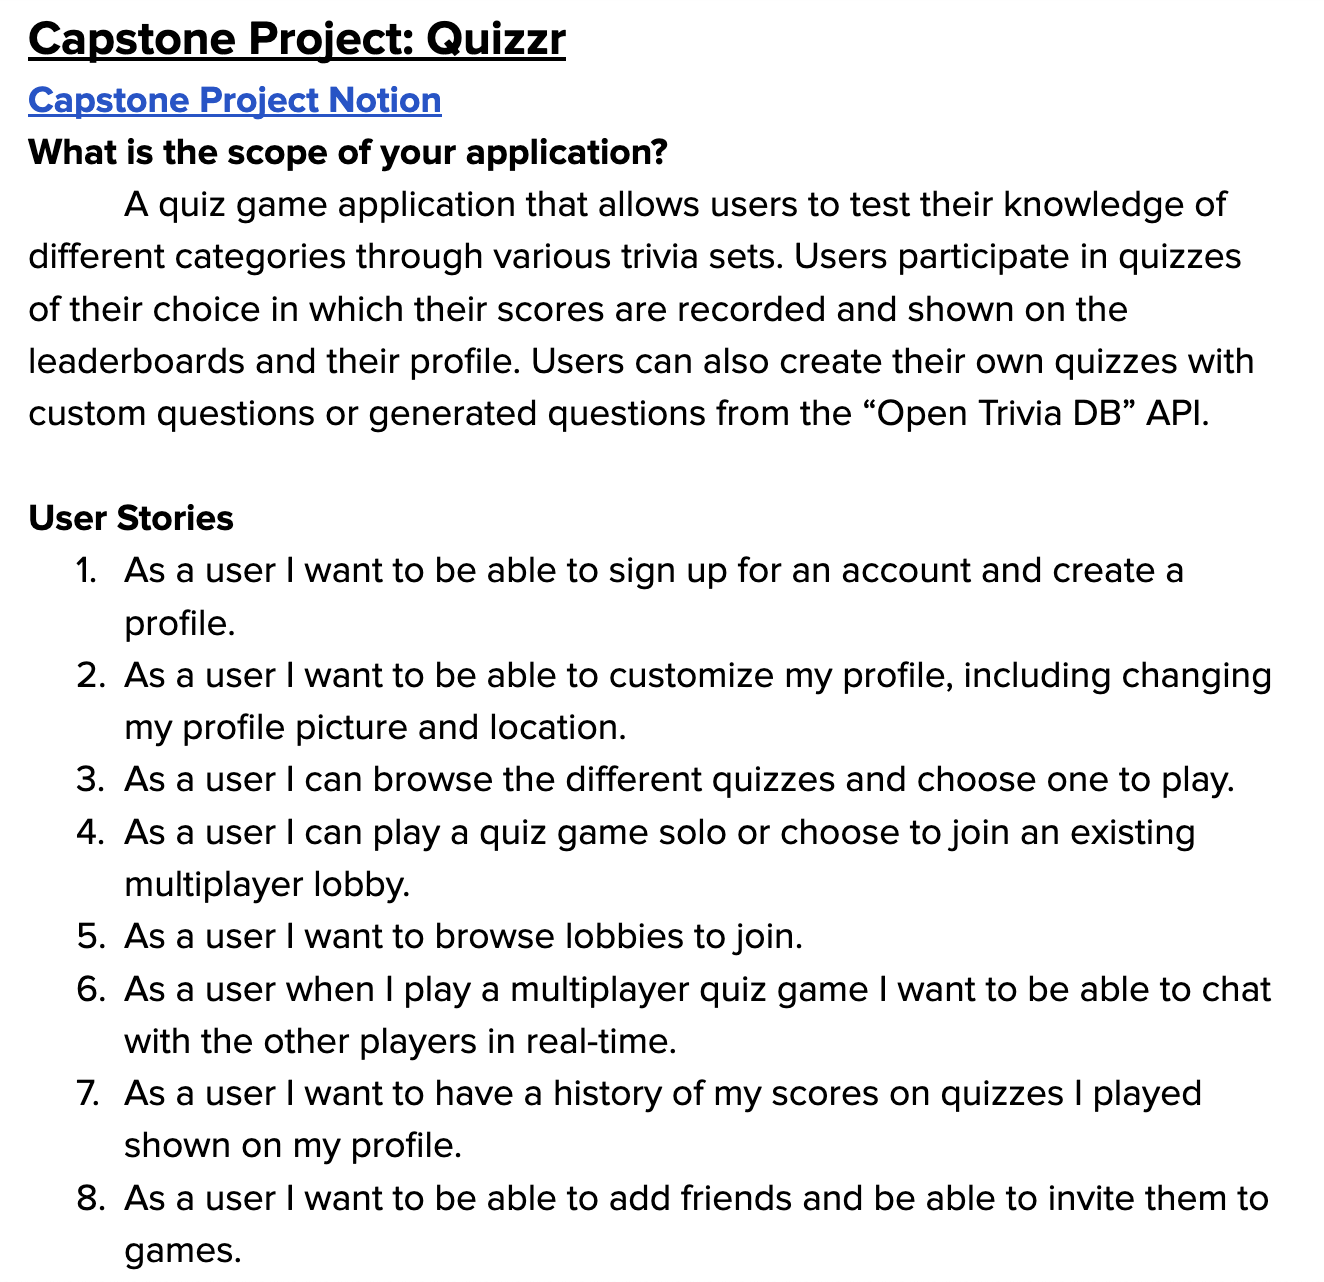 Capstone Project: Quizzr
Capstone Project Notion
What is the scope of your application?
A quiz game application that allows users to test their knowledge of
different categories through various trivia sets. Users participate in quizzes
of their choice in which their scores are recorded and shown on the
leaderboards and their profile. Users can also create their own quizzes with
custom questions or generated questions from the “Open Trivia DB” API.
User Stories
1. As a user I want to be able to sign up for an account and create a
profile.
2. As a user I want to be able to customize my profile, including changing
my profile picture and location.
3. As a user I can browse the different quizzes and choose one to play.
4. As a user I can play a quiz game solo or choose to join an existing
multiplayer lobby.
5. As a user I want to browse lobbies to join.
6. As a user when I play a multiplayer quiz game I want to be able to chat
with the other players in real-time.
7. As a user I want to have a history of my scores on quizzes I played
shown on my profile.
8. As a user I want to be able to add friends and be able to invite them to
games.